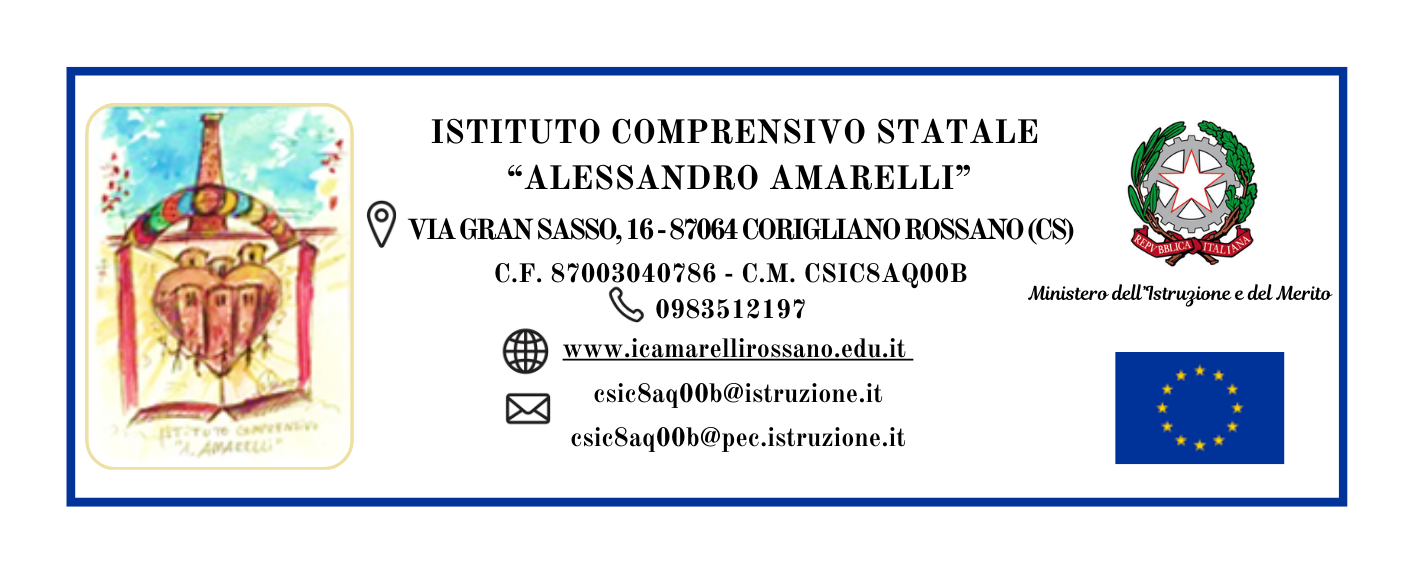 ISTITUTO COMPRENSIVO STATALE
“ALESSANDRO AMARELLI”
VIA GRAN SASSO, 16 - 87064 CORIGLIANO ROSSANO (CS)
C.F. 87003040786 - C.M. CSIC8AQ00B
0983512197
www.icamarellirossano.edu.it
csic8aq00b@istruzione.it
csic8aq00b@pec.istruzione.it
ISTITUTO COMPRENSIVO
"A. AMARELLI"
REPVBBLICA ITALIANA
Ministero dell'Istruzione e del Merito